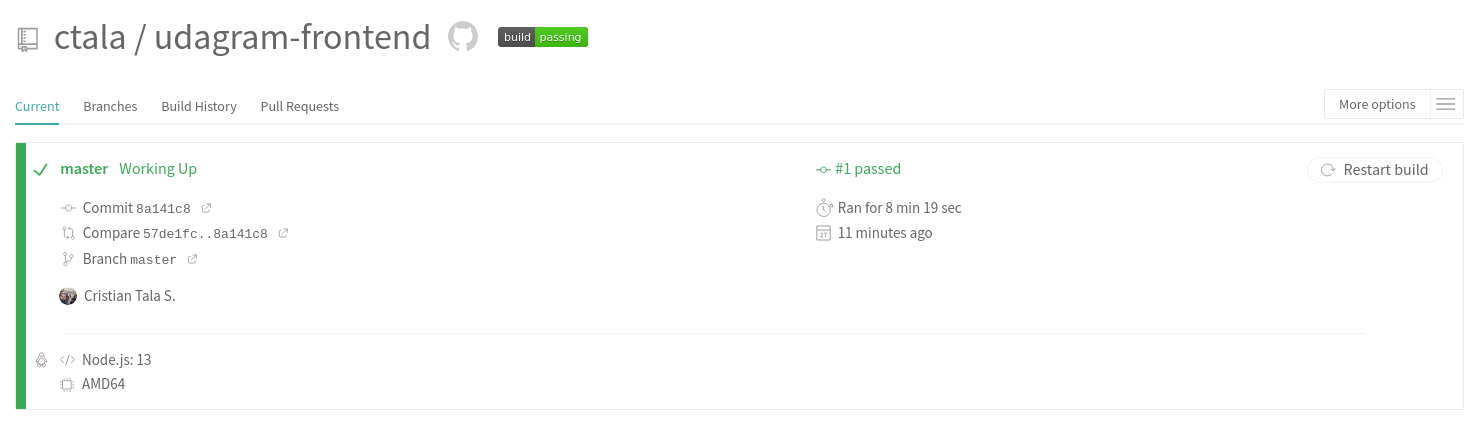 ctala / udagram-frontend build passing
Current Branches Build History Pull Requests More options
master Working Up #1 passed Restart build
Commit 8a141c8 Ran for 8 min 19 sec
Compare 57de1fc..8a141c8 11 minutes ago
Branch master
Cristian Tala S.
Node.js: 13
AMD64